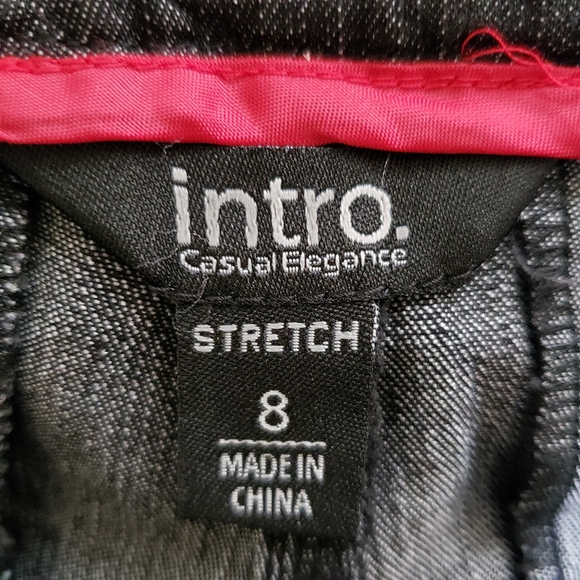 intro.
Casual Elegance
STRETCH
8
MADE IN
CHINA